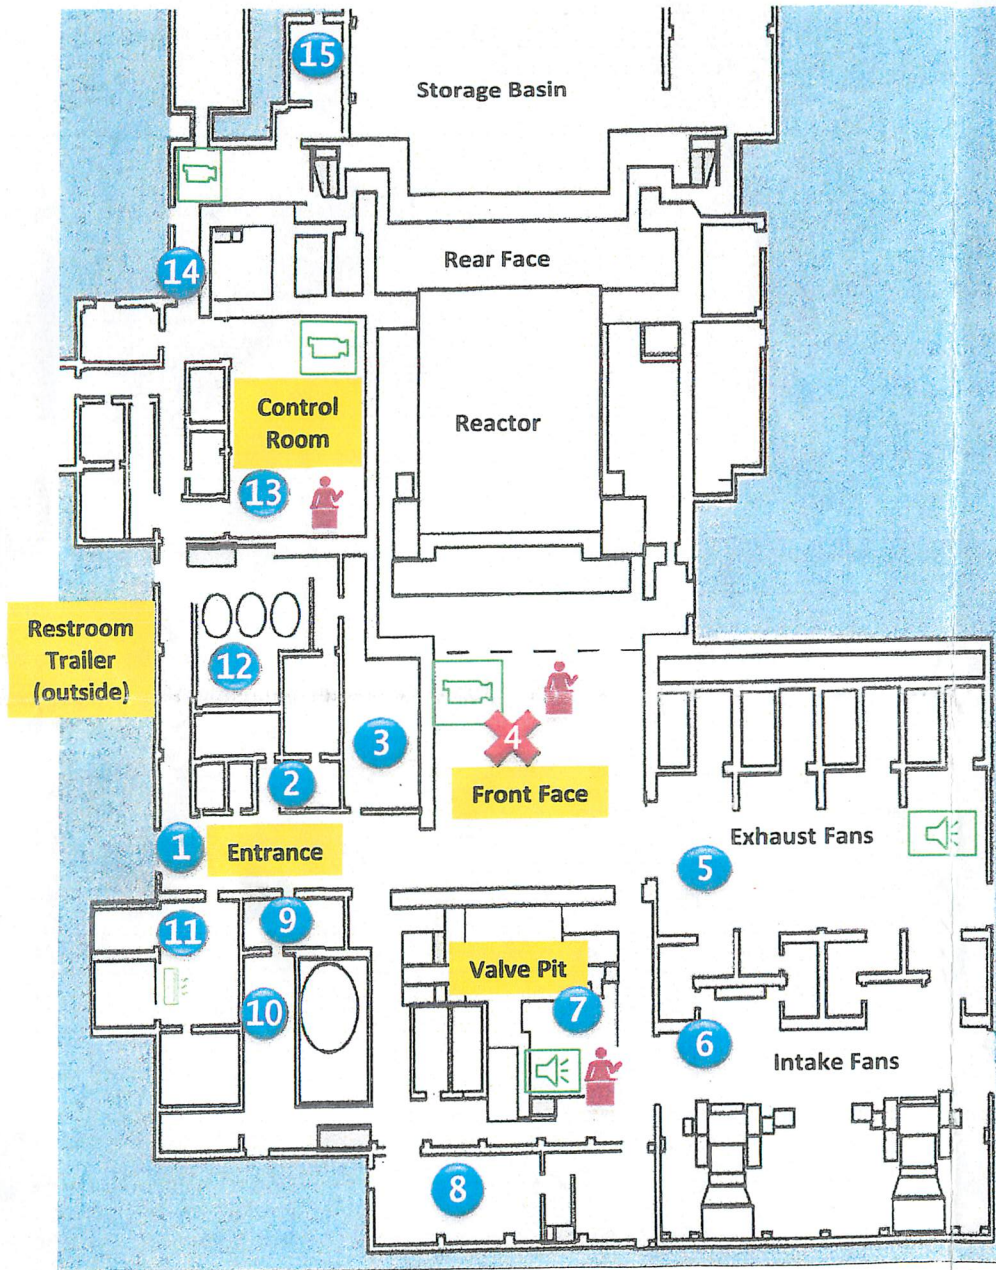 15
Storage Basin
Rear Face
14
Control
Room
Reactor
13
Restroom
Trailer
(outside)
12
3
4
2
Front Face
1
Entrance
Exhaust Fans
5
11
9
Valve Pit
10
7
6
Intake Fans
8